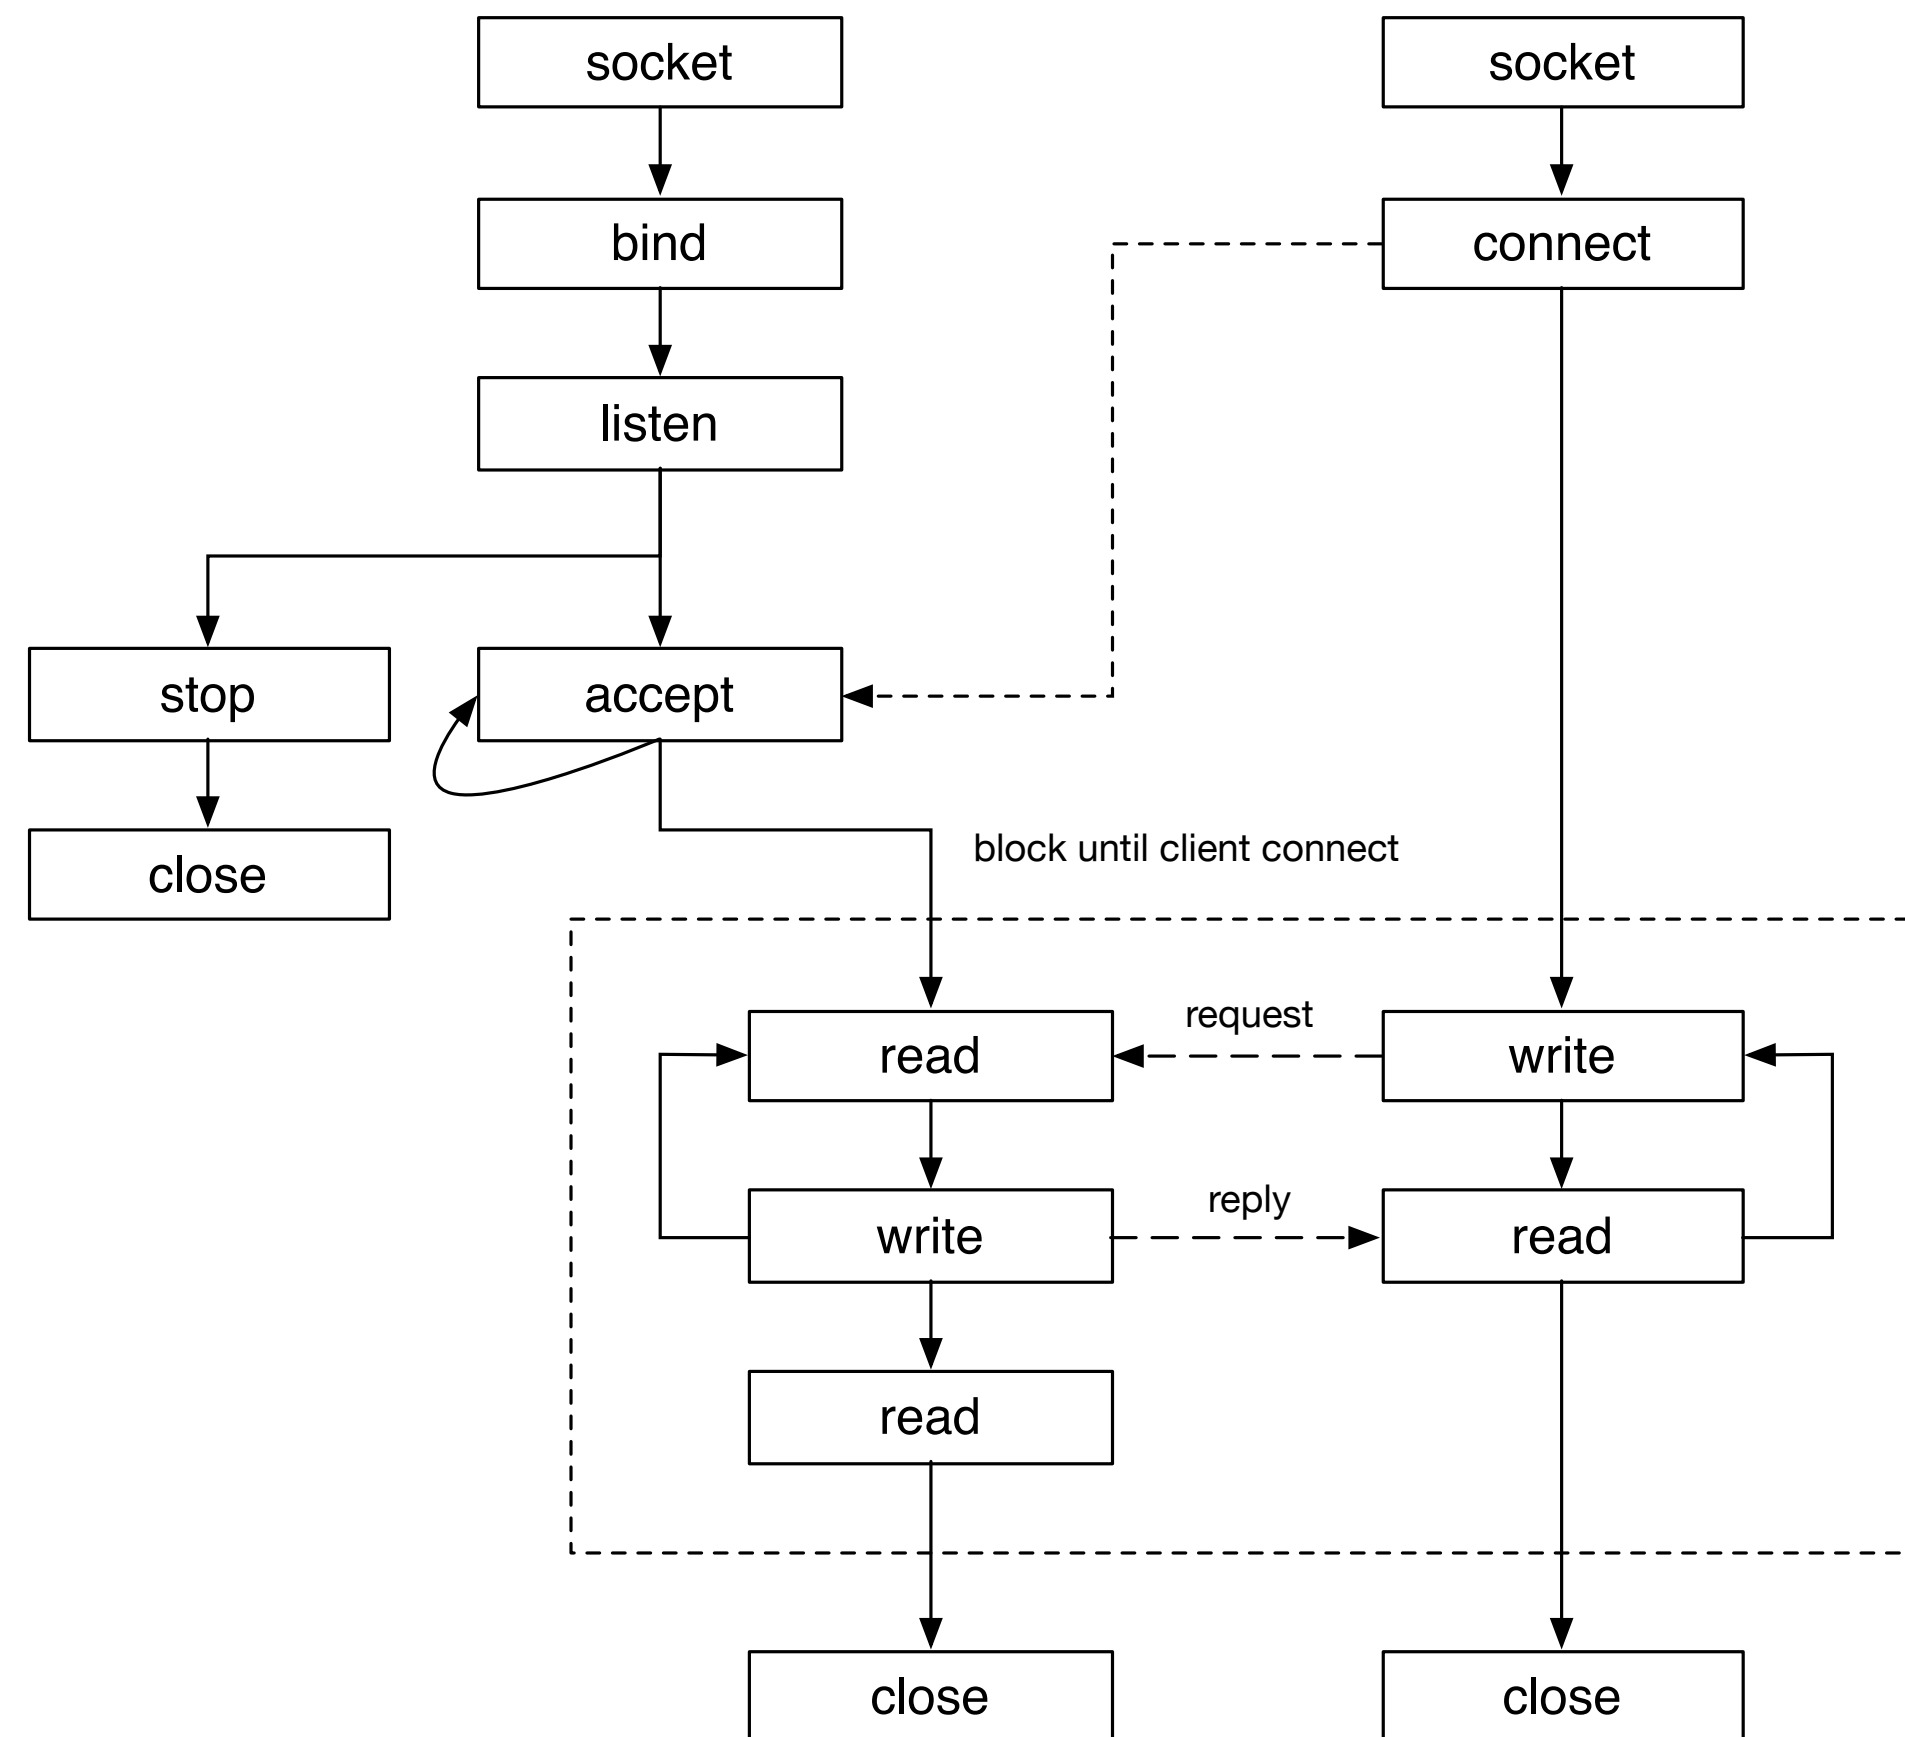 socket
socket
bind
connect
listen
stop
accept
block until client connect
close
request
read
write
reply
write
read
read
close
close